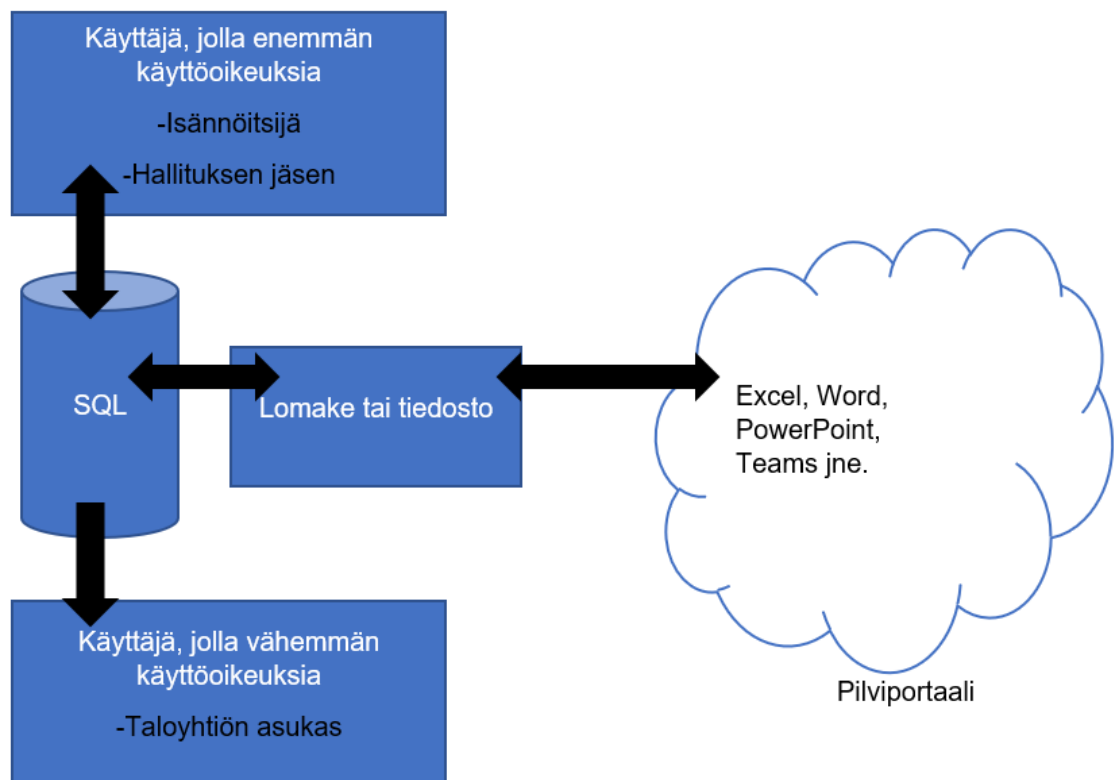 Käyttäjä, jolla enemmän
käyttöoikeuksia
-Isännöitsijä
-Hallituksen jäsen
SQL
Lomake tai tiedosto
Excel, Word,
PowerPoint,
Teams jne.
Pilviportaali
Käyttäjä, jolla vähemmän
käyttöoikeuksia
-Taloyhtiön asukas